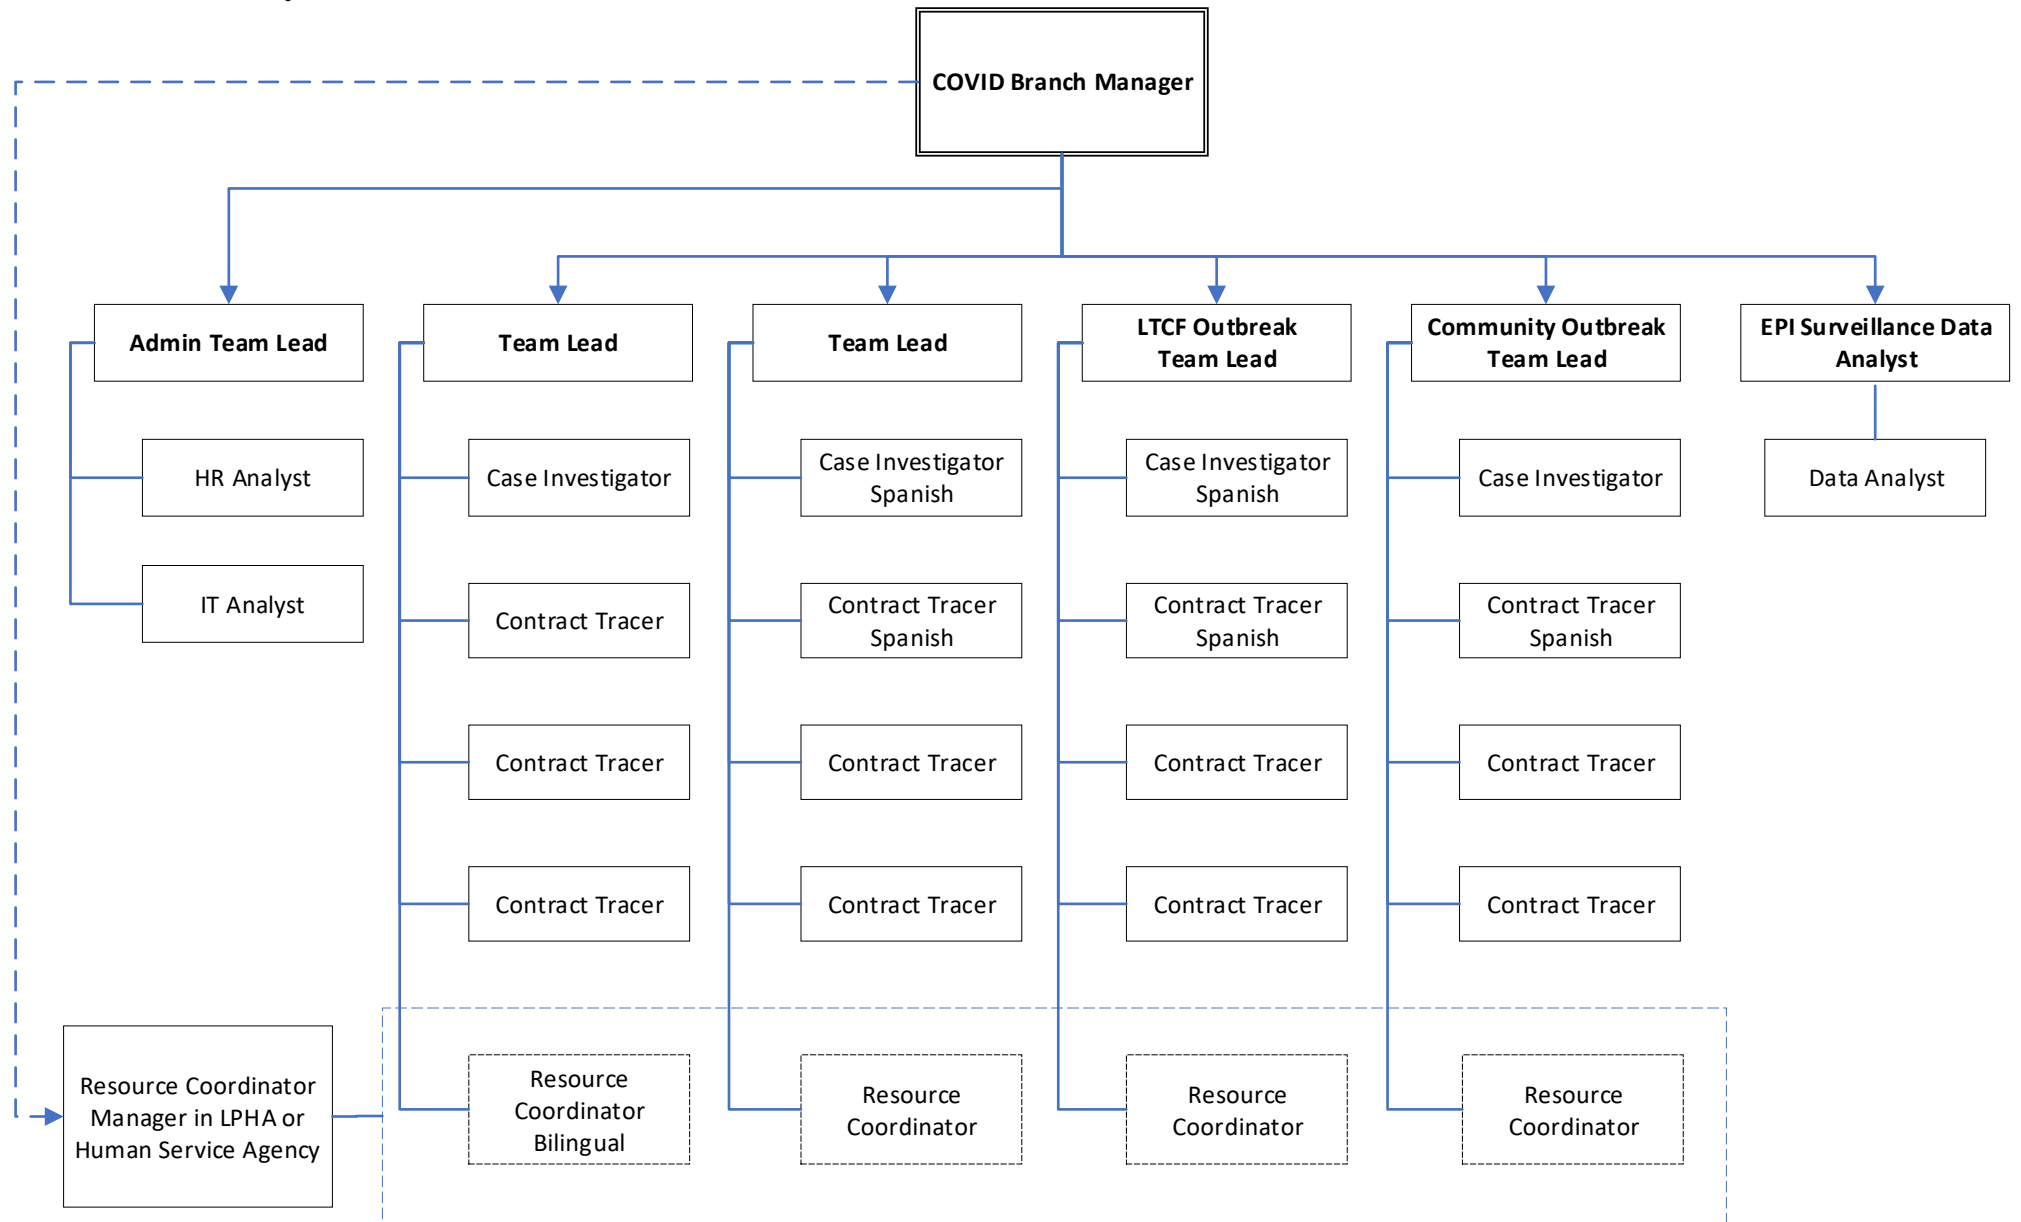 COVID Branch Manager
Admin Team Lead
Team Lead
Team Lead
LTCF Outbreak
Team Lead
Community Outbreak
Team Lead
EPI Surveillance Data
Analyst
HR Analyst
Case Investigator
Case Investigator
Spanish
Case Investigator
Spanish
Case Investigator
Data Analyst
IT Analyst
Contract Tracer
Contract Tracer
Spanish
Contract Tracer
Spanish
Contract Tracer
Spanish
Contract Tracer
Contract Tracer
Contract Tracer
Contract Tracer
Contract Tracer
Contract Tracer
Contract Tracer
Contract Tracer
Resource Coordinator
Manager in LPHA or
Human Service Agency
Resource
Coordinator
Bilingual
Resource
Coordinator
Resource
Coordinator
Resource
Coordinator